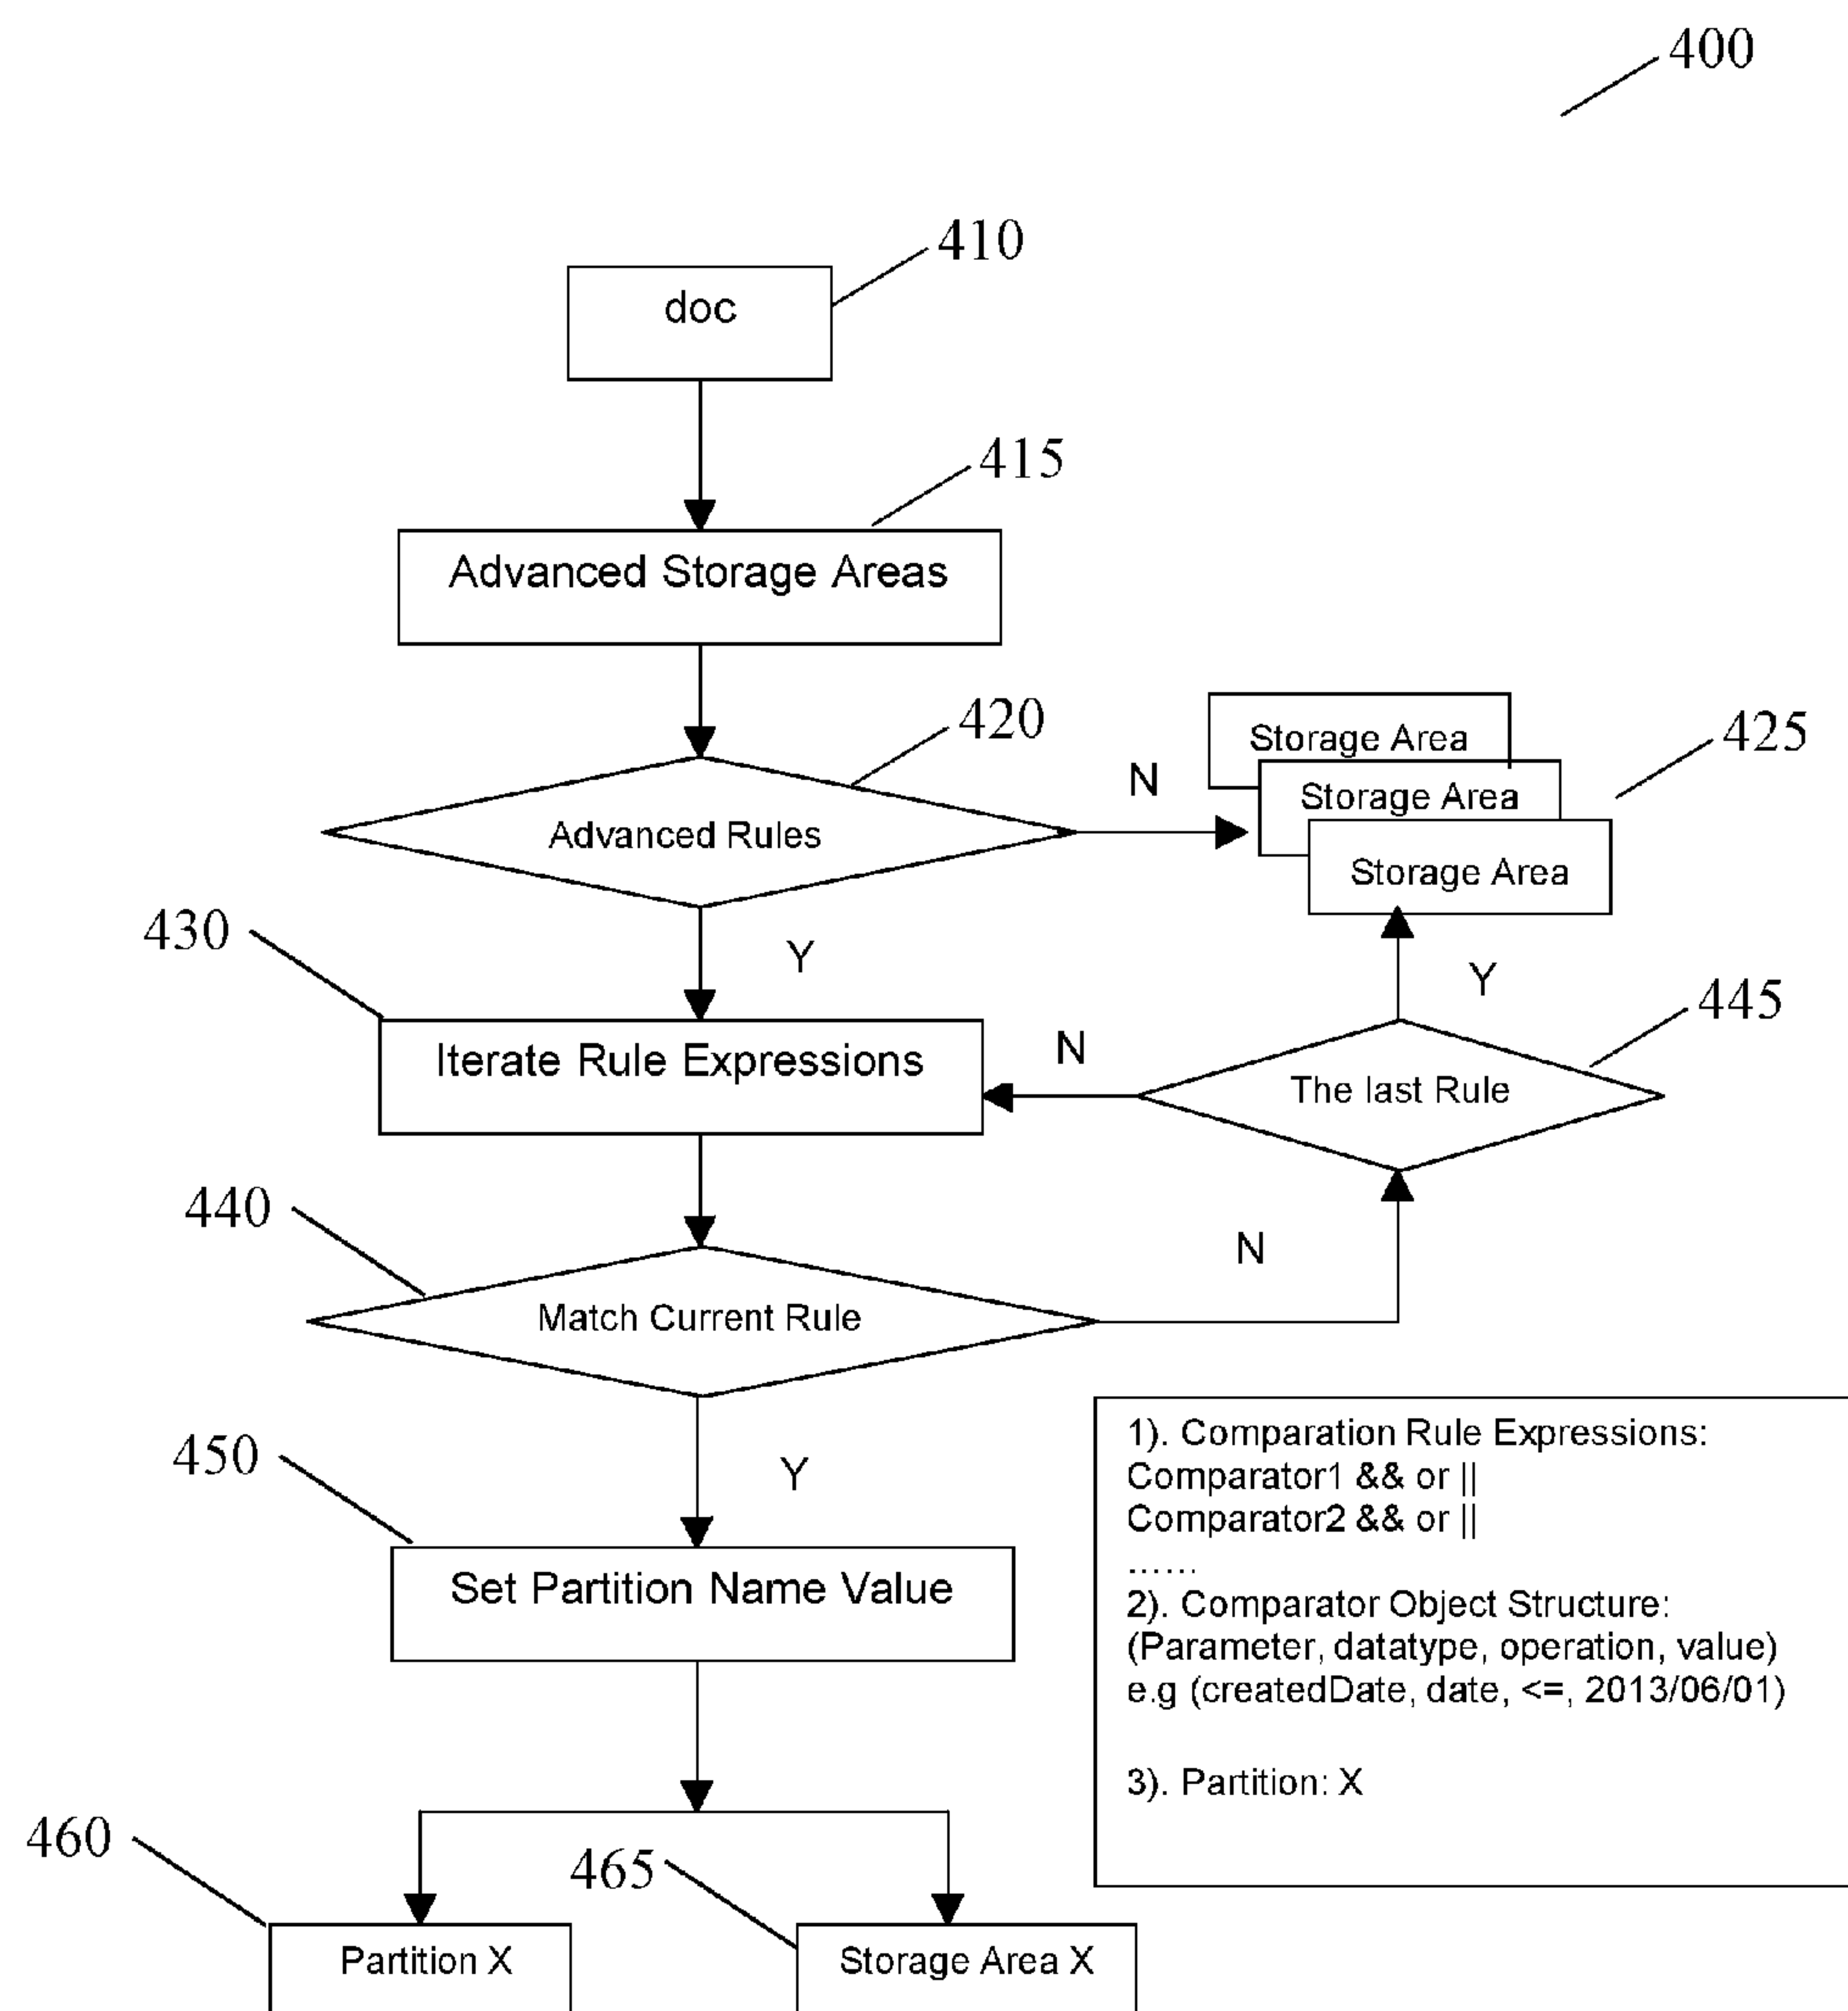 400
410
doc
415
Advanced Storage Areas
420
Storage Area
425
N
Storage Area
Advanced Rules
Storage Area
430
Y
Y
445
Iterate Rule Expressions
N
The last Rule
440
N
Match Current Rule
1). Comparation Rule Expressions:
Comparator1 && or ||
Comparator2 && or ||
......
2). Comparator Object Structure:
(Parameter, datatype, operation, value)
e.g (createdDate, date, <=, 2013/06/01)
3). Partition: X
450
Y
Set Partition Name Value
460
465
Partition X
Storage Area X